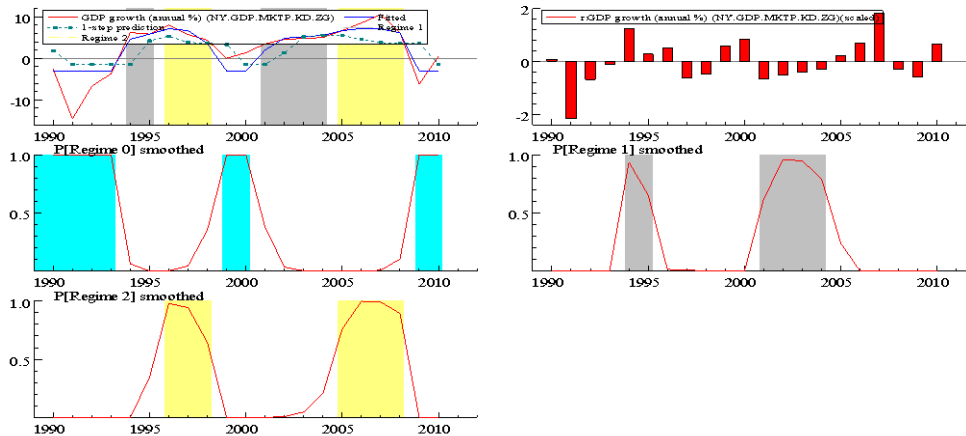 10
0
-10
GDP growth (annual %) (NY.GDP.MKTP.KD.ZG)
Fitted
1-step prediction
Regime 1
Regime 2
1990 1995 2000 2005 2010
2
0
-2
r:GDP growth (annual %) (NY.GDP.MKTP.KD.ZG)(scaled)
1990 1995 2000 2005 2010
P[Regime 0] smoothed
1.0
0.5
1990 1995 2000 2005 2010
P[Regime 1] smoothed
1.0
0.5
1990 1995 2000 2005 2010
P[Regime 2] smoothed
1.0
0.5
1990 1995 2000 2005 2010